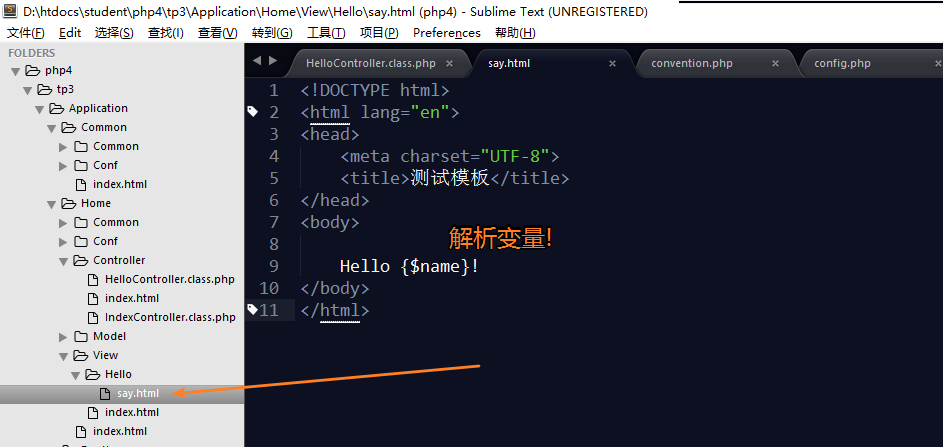 D:\htdocs\student\php4\tp3\Application\Home\View\Hello\say.html (php4) - Sublime Text (UNREGISTERED)
文件(F) Edit 选择(S) 查找(I) 查看(V) 转到(G) 工具(T) 项目(P) Preferences 帮助(H)
FOLDERS
php4
tp3
Application
Common
Common
Conf
index.html
Home
Common
Conf
Controller
HelloController.class.php
index.html
IndexController.class.php
Model
View
Hello
say.html
index.html
index.html
HelloController.class.php × say.html × convention.php × config.php ×
1 <!DOCTYPE html>
2 <html lang="en">
3 <head>
4 <meta charset="UTF-8">
5 <title>测试模板</title>
6 </head>
7 <body>
8
解析变量!
9 Hello {$name}!
10 </body>
11 </html>